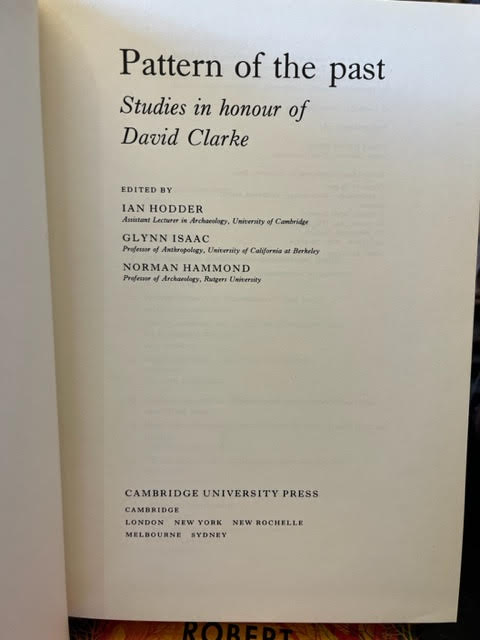 Pattern of the past
Studies in honour of
David Clarke
EDITED BY
IAN HODDER
Assistant Lecturer in Archaeology, University of Cambridge
GLYNN ISAAC
Professor of Anthropology, University of California at Berkeley
NORMAN HAMMOND
Professor of Archaeology, Rutgers University
CAMBRIDGE UNIVERSITY PRESS
CAMBRIDGE
LONDON NEW YORK NEW ROCHELLE
MELBOURNE SYDNEY
ROBERT